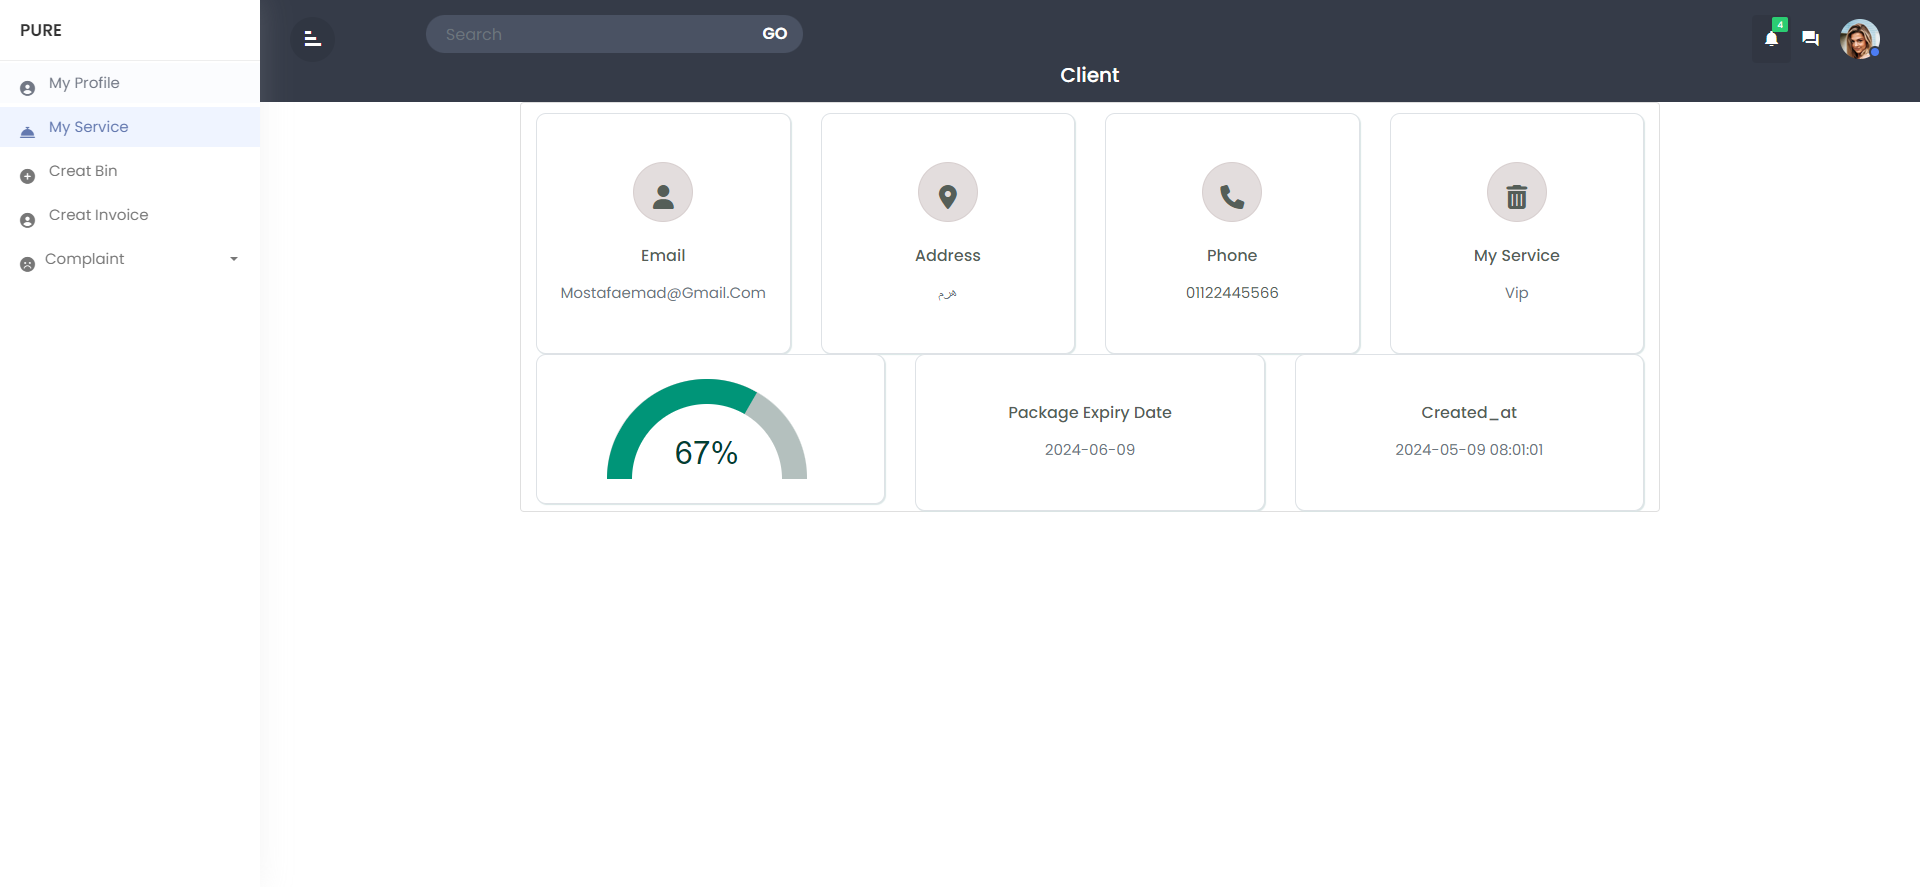 PURE
My Profile
My Service
Creat Bin
Creat Invoice
Complaint
Search GO
4
Client
Email
Mostafaemad@Gmail.Com
Address
هرم
Phone
01122445566
My Service
Vip
67%
Package Expiry Date
2024-06-09
Created_at
2024-05-09 08:01:01